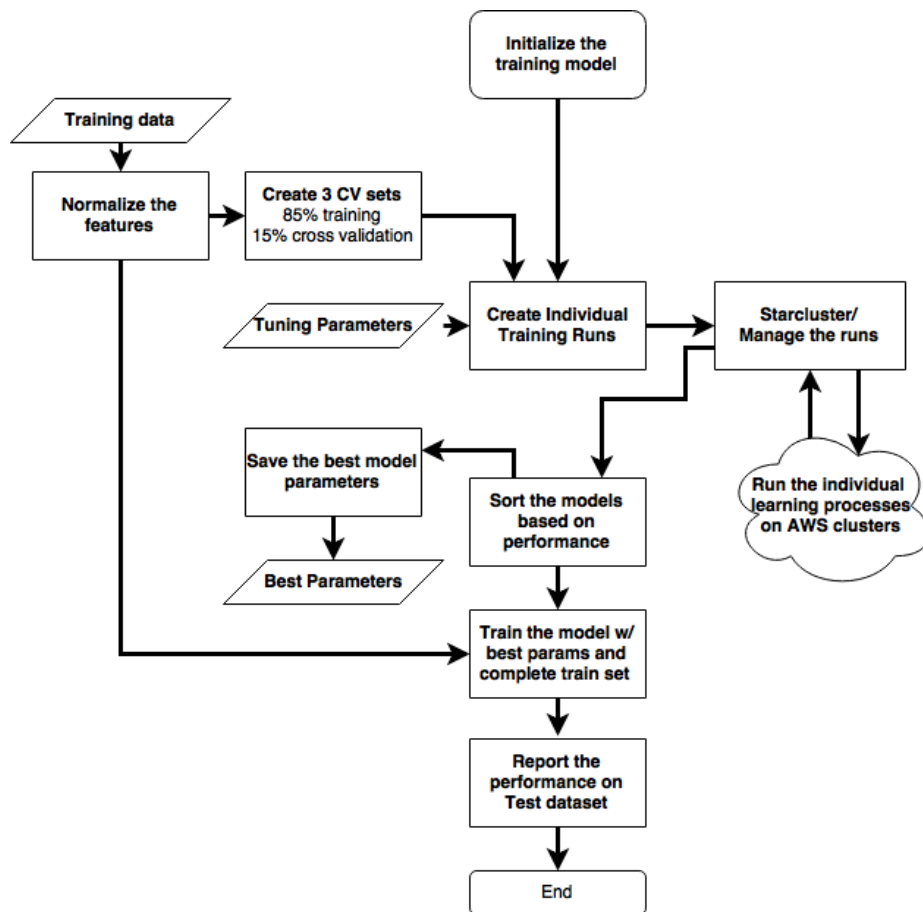 Initialize the
training model
Training data
Normalize the
features
Create 3 CV sets
85% training
15% cross validation
Tuning Parameters
Create Individual
Training Runs
Starcluster/
Manage the runs
Save the best model
parameters
Run the individual
learning processes
on AWS clusters
Sort the models
based on
performance
Best Parameters
Train the model w/
best params and
complete train set
Report the
performance on
Test dataset
End